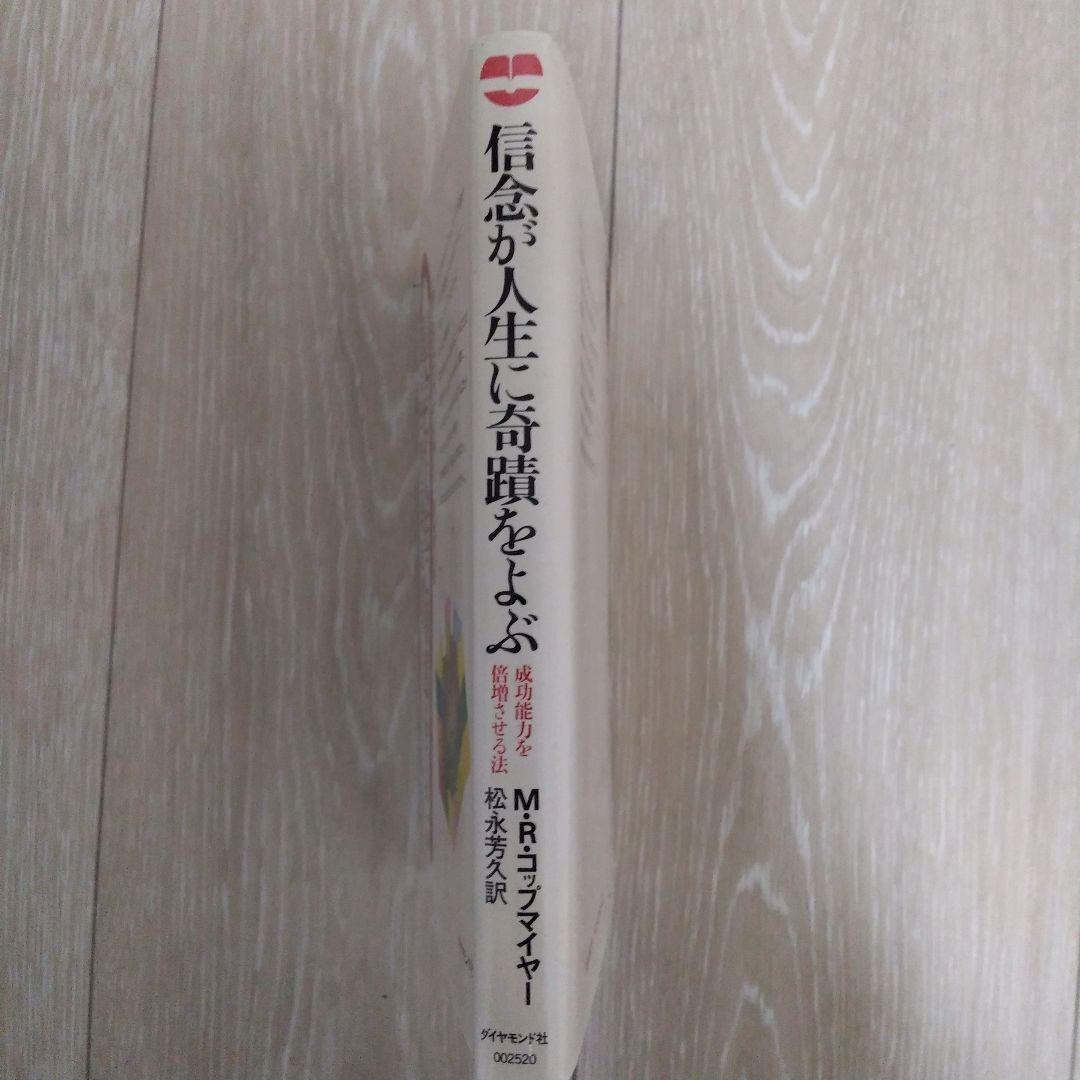 信念が人生に奇蹟をよぶ
成功能力を
倍増させる法
M・R・コップマイヤー
松永芳久訳
ダイヤモンド社
002520